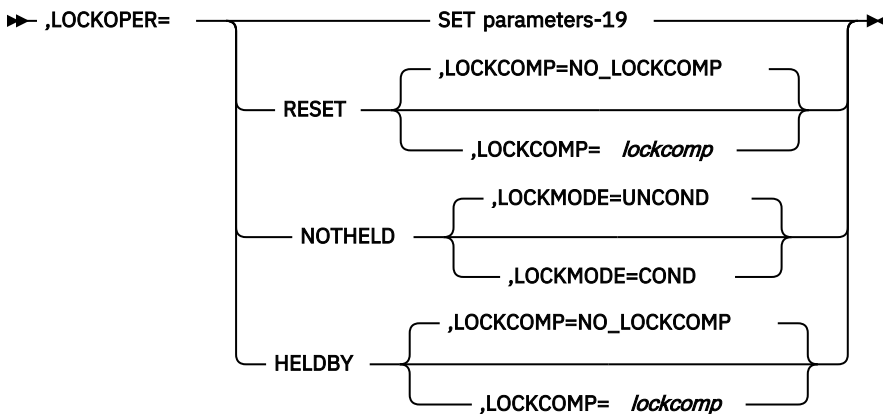 ,LOCKOPER= SET parameters-19
,LOCKCOMP=NO_LOCKCOMP
RESET
,LOCKCOMP= lockcomp
,LOCKMODE=UNCOND
NOTHELD
,LOCKMODE=COND
,LOCKCOMP=NO_LOCKCOMP
HELDBY
,LOCKCOMP= lockcomp